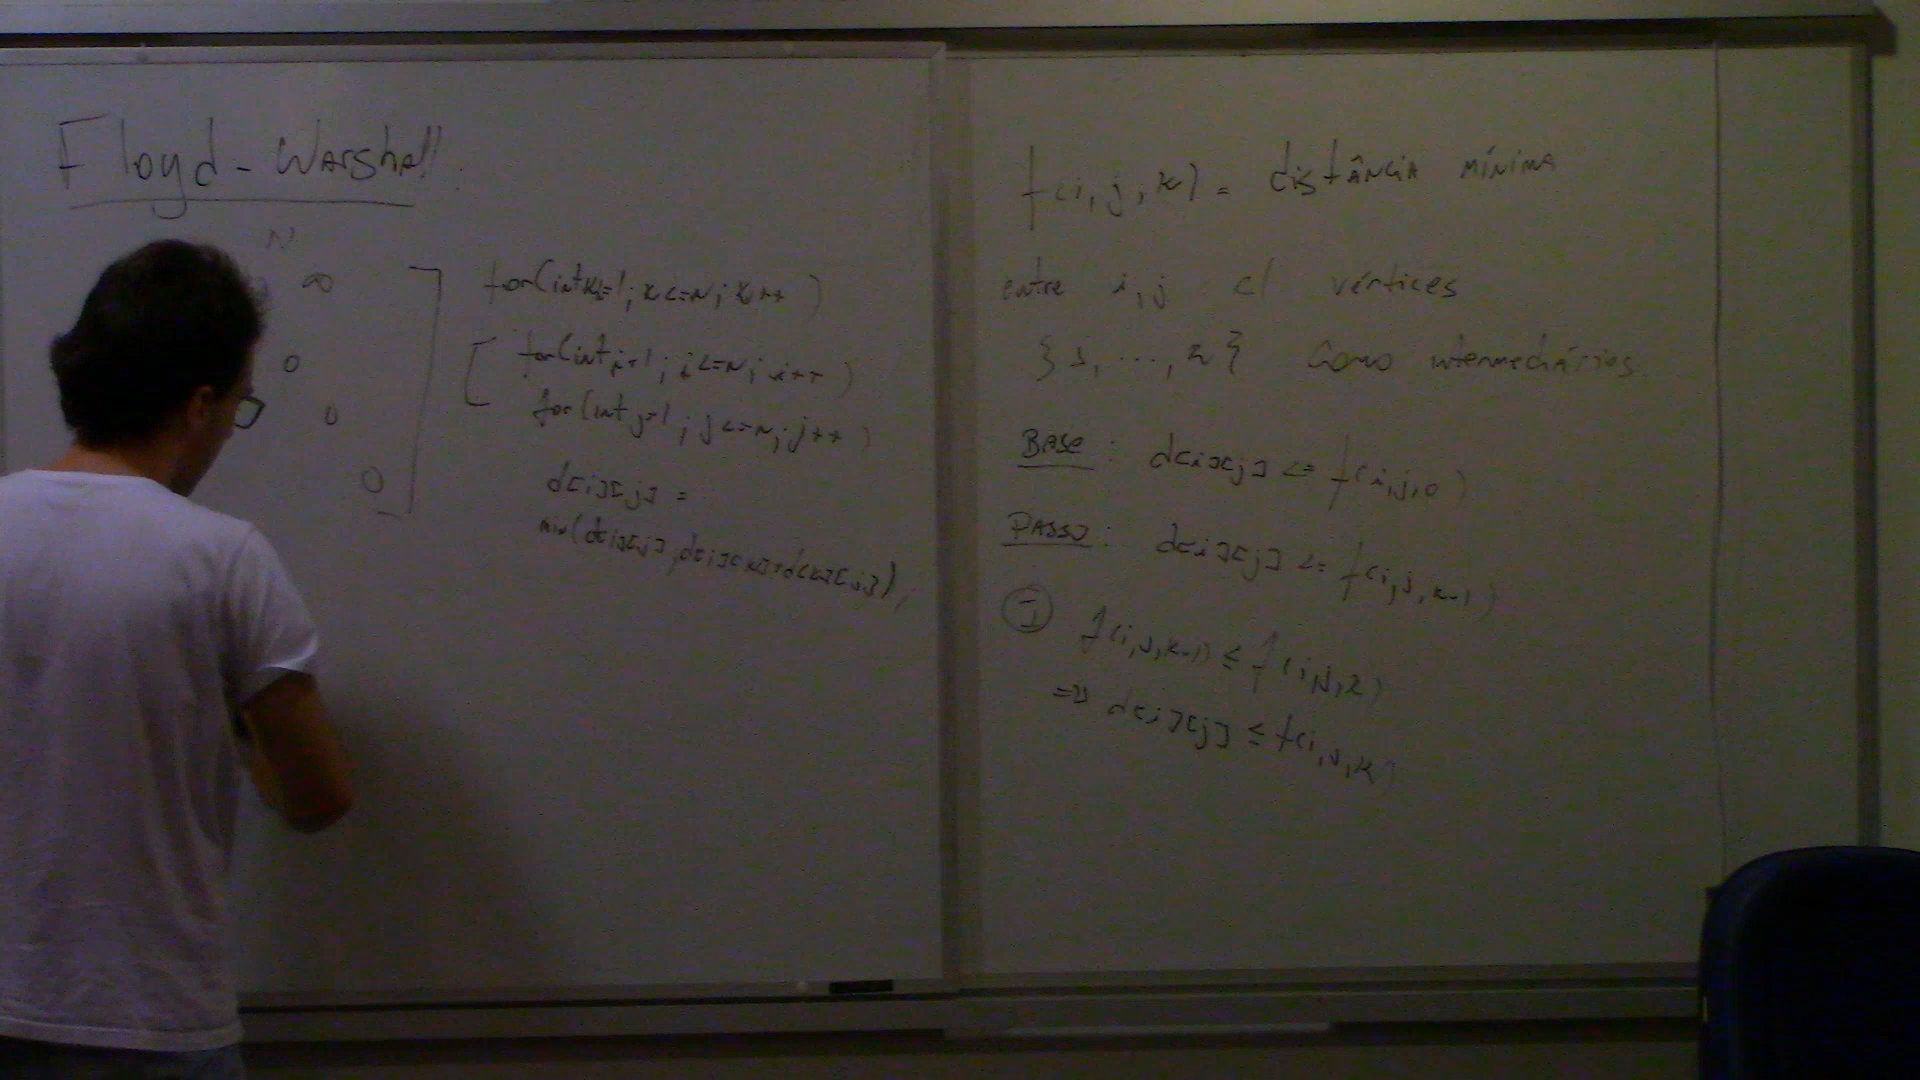 Floyd-Warshall:
N
∞
0
0
0
for(int k=1; k<=N; k++)
for(int i=1; i<=N; i++)
for(int j=1; j<=N; j++)
d[i][j] =
min(d[i][j], d[i][k]+d[k][j]);
f(i,j,k) = distância mínima
entre i,j c/ vértices
{1, ..., k} como intermediários.
Base: d[i][j] <= f(i,j,0)
Passo: d[i][j] <= f(i,j,k-1)
I f(i,j,k-1) ≤ f(i,j,k)
=> d[i][j] ≤ f(i,j,k)